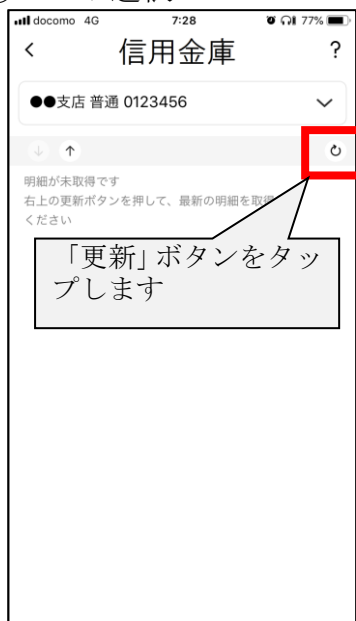 docomo 4G 7:28 77%
< 信用金庫 ?
●●支店 普通 0123456
↓ ↑
明細が未取得です
右上の更新ボタンを押して、最新の明細を取得
ください
「更新」ボタンをタッ
プします